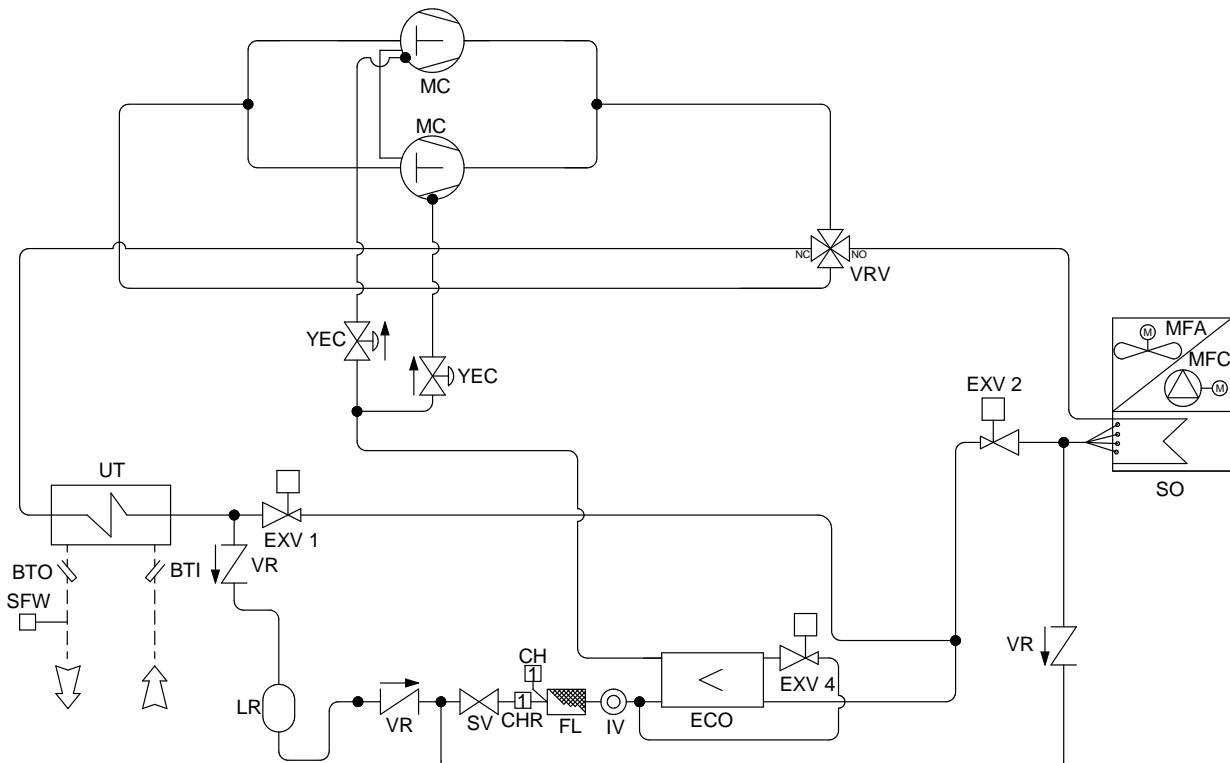 MC
MC
NC
NO
VRV
YEC
YEC
M
MFA
MFC
M
EXV 2
SO
UT
EXV 1
BTO
BTI
VR
SFW
CH
1
EXV 4
VR
LR
VR
SV
1
CHR
FL
IV
ECO